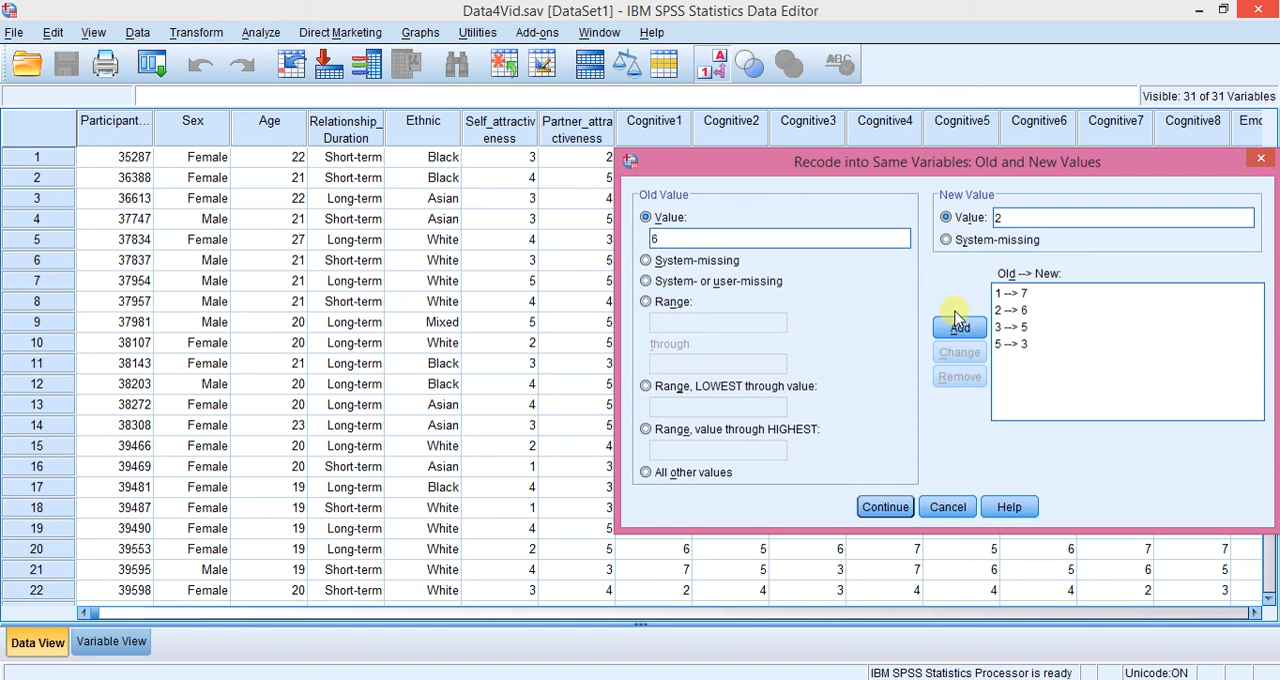 Data4Vid.sav [DataSet1] - IBM SPSS Statistics Data Editor
File Edit View Data Transform Analyze Direct Marketing Graphs Utilities Add-ons Window Help
Visible: 31 of 31 Variables
Participant... Sex Age Relationship_Duration Ethnic Self_attractiveness Partner_attractiveness Cognitive1 Cognitive2 Cognitive3 Cognitive4 Cognitive5 Cognitive6 Cognitive7 Cognitive8 Emo
1 35287 Female 22 Short-term Black 3 2
2 36388 Female 21 Short-term Black 4 5
3 36613 Female 22 Long-term Asian 3 4
4 37747 Male 21 Short-term Asian 3 5
5 37834 Female 27 Long-term White 4 3
6 37837 Male 21 Short-term White 3 5
7 37954 Male 21 Long-term White 5 5
8 37957 Male 21 Short-term White 4 4
9 37981 Male 20 Long-term Mixed 5 5
10 38107 Female 20 Long-term White 2 5
11 38143 Female 21 Long-term Black 3 3
12 38203 Male 20 Long-term Black 4 5
13 38272 Female 20 Long-term Asian 4 5
14 38308 Female 23 Long-term Asian 3 5
15 39466 Female 20 Long-term White 2 4
16 39469 Female 20 Short-term Asian 1 3
17 39481 Female 19 Long-term Black 4 3
18 39487 Female 19 Short-term White 1 3
19 39490 Female 19 Long-term White 4 5
20 39553 Female 19 Long-term White 2 5 6 5 6 7 5 6 7 7
21 39595 Male 19 Short-term White 4 3 7 5 3 7 6 5 6 5
22 39598 Female 20 Short-term White 3 4 2 4 3 4 4 4 2 3
Recode into Same Variables: Old and New Values
Old Value
Value:
6
System-missing
System- or user-missing
Range:
through
Range, LOWEST through value:
Range, value through HIGHEST:
All other values
New Value
Value: 2
System-missing
Old --> New:
1 --> 7
2 --> 6
3 --> 5
5 --> 3
Add
Change
Remove
Continue Cancel Help
Data View Variable View
IBM SPSS Statistics Processor is ready Unicode:ON